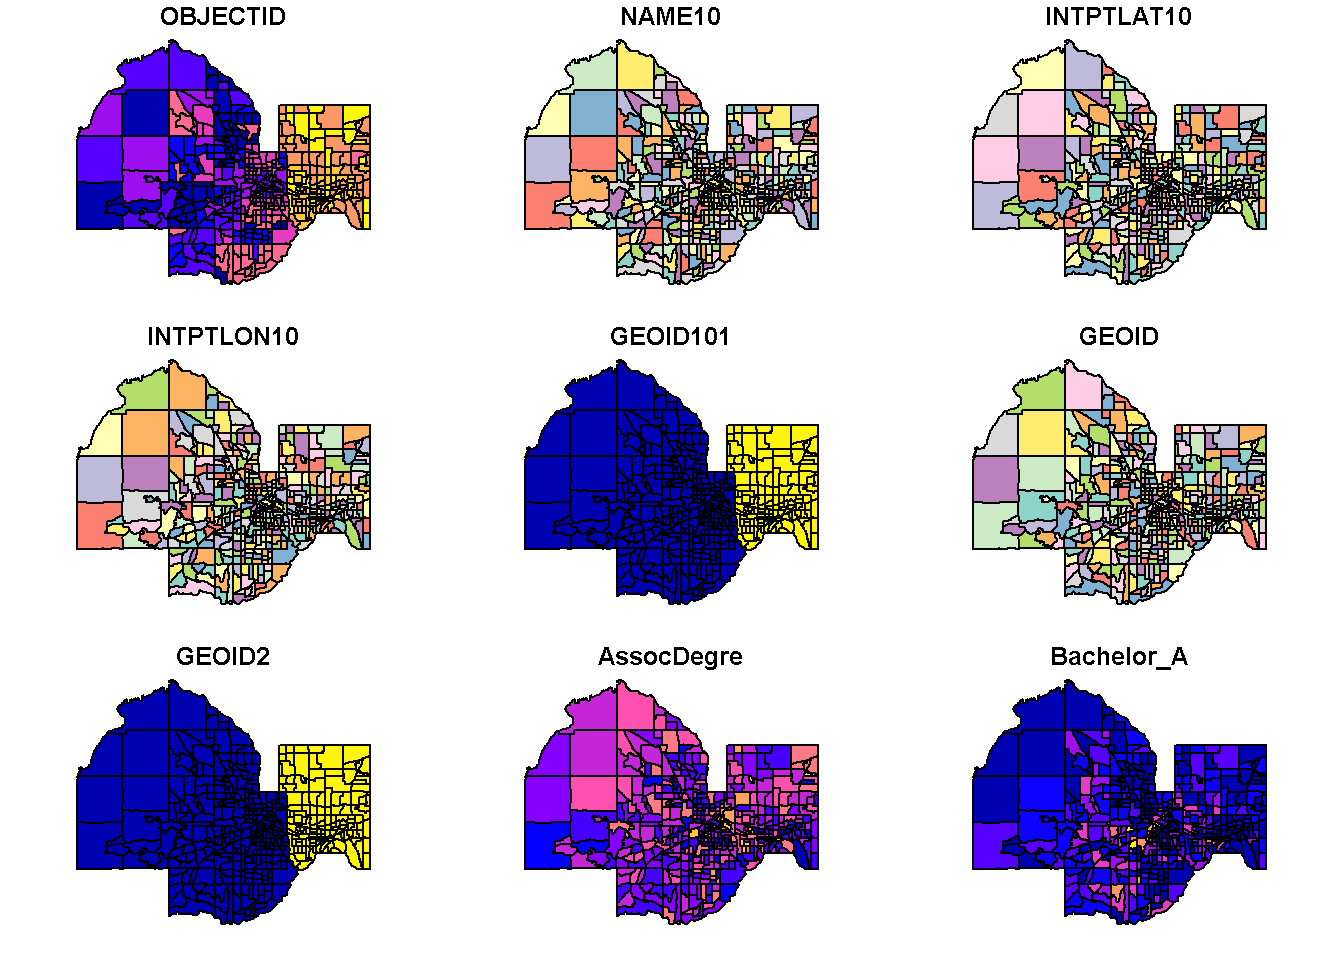 OBJECTID
NAME10
INTPTLAT10
INTPTLON10
GEOID101
GEOID
GEOID2
AssocDegre
Bachelor_A